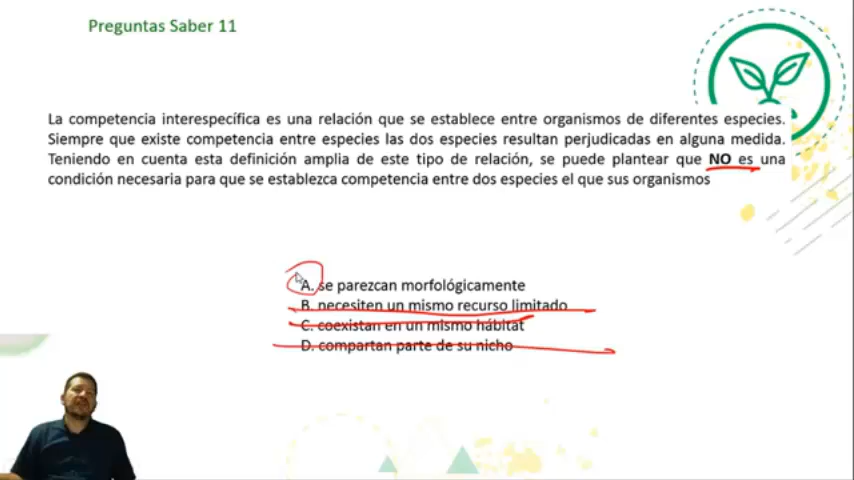 Preguntas Saber 11
La competencia interespecífica es una relación que se establece entre organismos de diferentes especies.
Siempre que existe competencia entre especies las dos especies resultan perjudicadas en alguna medida.
Teniendo en cuenta esta definición amplia de este tipo de relación, se puede plantear que NO es una
condición necesaria para que se establezca competencia entre dos especies el que sus organismos
A. se parezcan morfológicamente
B. necesiten un mismo recurso limitado
C. coexistan en un mismo hábitat
D. compartan parte de su nicho